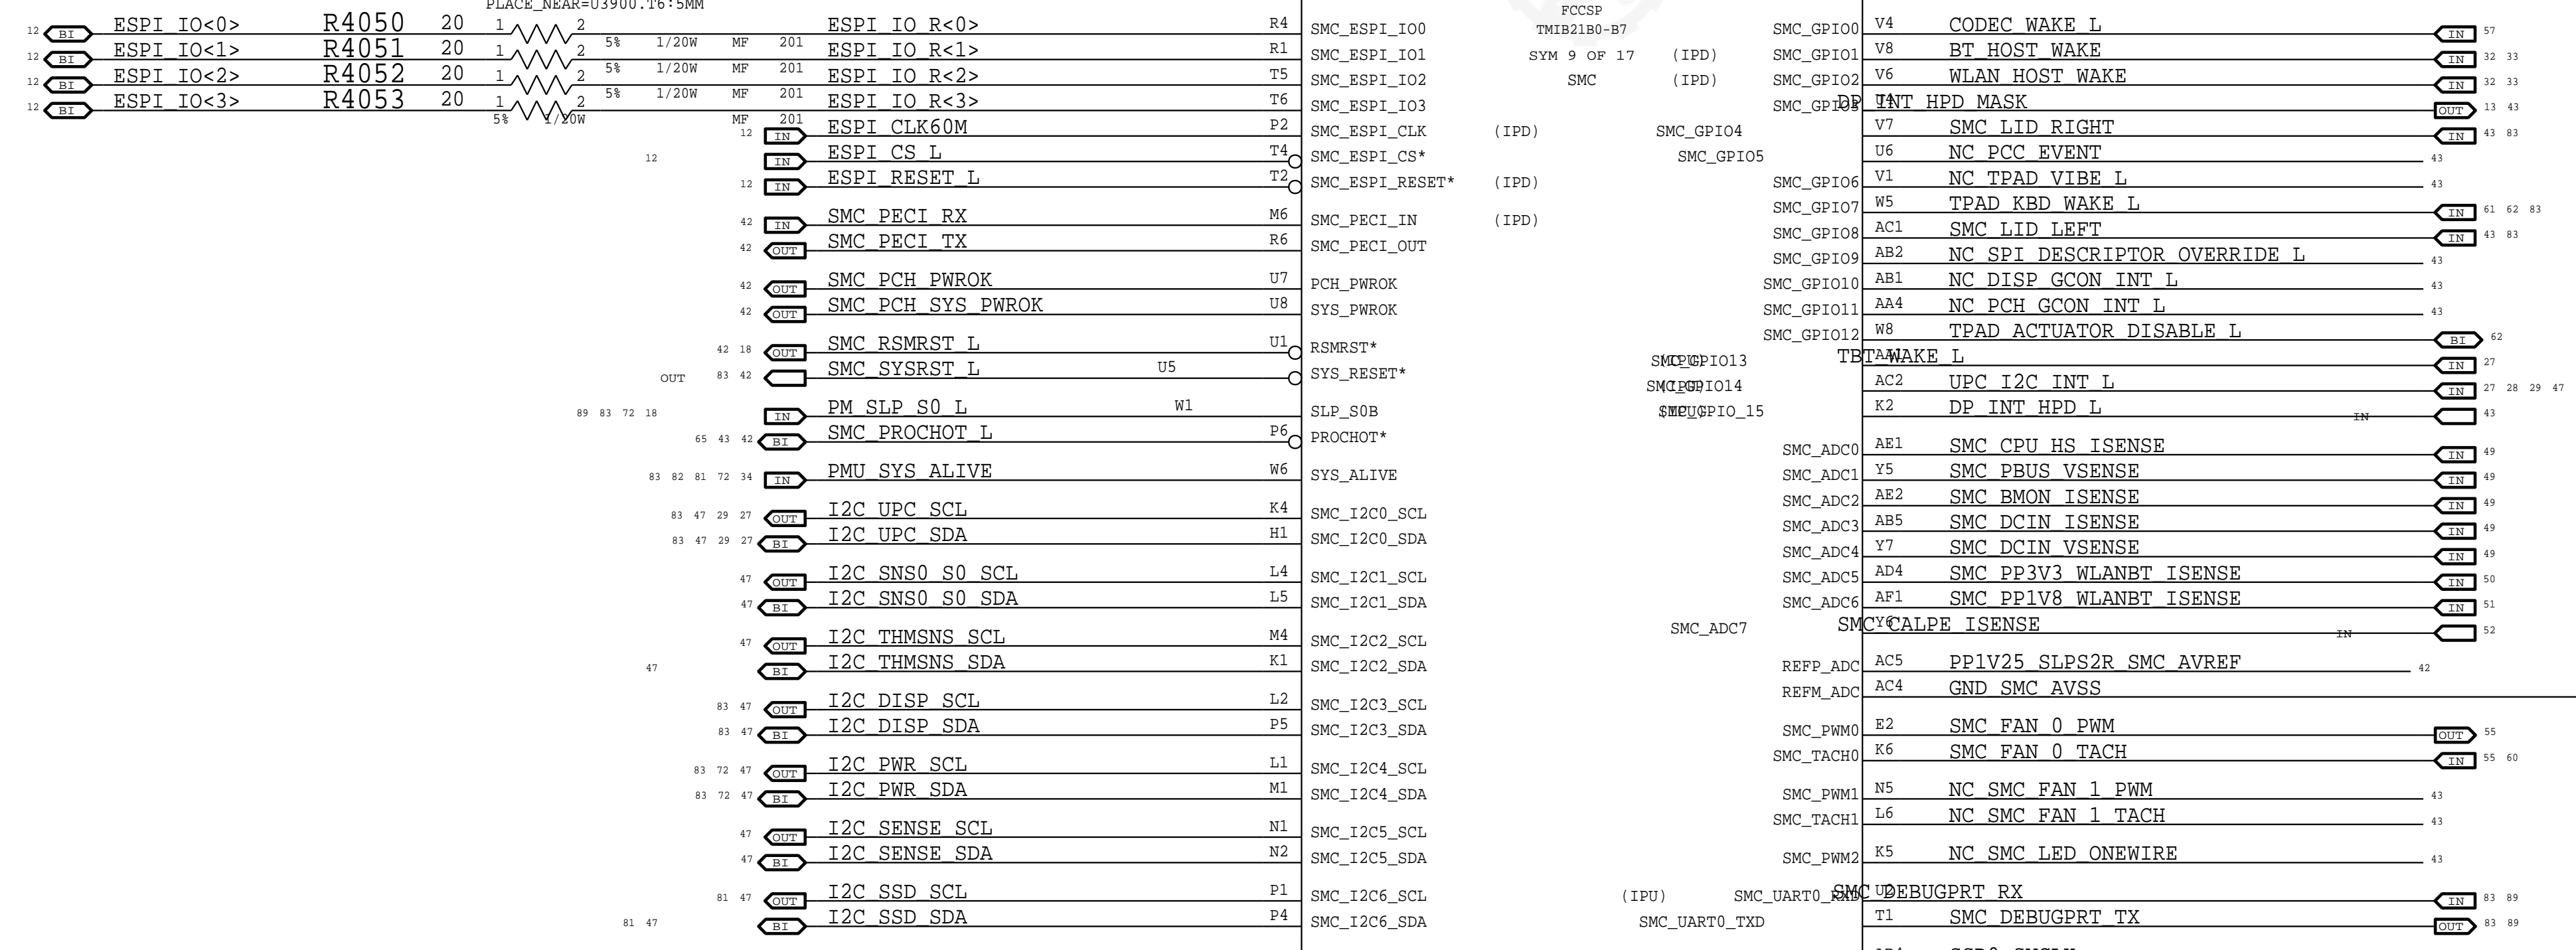 PLACE_NEAR=U3900.T6:5MM
12 BI ESPI_IO<0> R4050 20 1 2 5% 1/20W MF 201 ESPI_IO_R<0> R4 SMC_ESPI_IO0
12 BI ESPI_IO<1> R4051 20 1 2 5% 1/20W MF 201 ESPI_IO_R<1> R1 SMC_ESPI_IO1
12 BI ESPI_IO<2> R4052 20 1 2 5% 1/20W MF 201 ESPI_IO_R<2> T5 SMC_ESPI_IO2
12 BI ESPI_IO<3> R4053 20 1 2 5% 1/20W MF 201 ESPI_IO_R<3> T6 SMC_ESPI_IO3
12 IN ESPI_CLK60M P2 SMC_ESPI_CLK (IPD)
12 IN ESPI_CS_L T4 SMC_ESPI_CS*
12 IN ESPI_RESET_L T2 SMC_ESPI_RESET* (IPD)
42 IN SMC_PECI_RX M6 SMC_PECI_IN (IPD)
42 OUT SMC_PECI_TX R6 SMC_PECI_OUT
42 OUT SMC_PCH_PWROK U7 PCH_PWROK
42 OUT SMC_PCH_SYS_PWROK U8 SYS_PWROK
42 18 OUT SMC_RSMRST_L U1 RSMRST*
OUT 83 42 SMC_SYSRST_L U5 SYS_RESET*
89 83 72 18 IN PM_SLP_S0_L W1 SLP_S0B
65 43 42 BI SMC_PROCHOT_L P6 PROCHOT*
83 82 81 72 34 IN PMU_SYS_ALIVE W6 SYS_ALIVE
83 47 29 27 OUT I2C_UPC_SCL K4 SMC_I2C0_SCL
83 47 29 27 BI I2C_UPC_SDA H1 SMC_I2C0_SDA
47 OUT I2C_SNS0_S0_SCL L4 SMC_I2C1_SCL
47 BI I2C_SNS0_S0_SDA L5 SMC_I2C1_SDA
47 OUT I2C_THMSNS_SCL M4 SMC_I2C2_SCL
47 BI I2C_THMSNS_SDA K1 SMC_I2C2_SDA
83 47 OUT I2C_DISP_SCL L2 SMC_I2C3_SCL
83 47 BI I2C_DISP_SDA P5 SMC_I2C3_SDA
83 72 47 OUT I2C_PWR_SCL L1 SMC_I2C4_SCL
83 72 47 BI I2C_PWR_SDA M1 SMC_I2C4_SDA
47 OUT I2C_SENSE_SCL N1 SMC_I2C5_SCL
47 BI I2C_SENSE_SDA N2 SMC_I2C5_SDA
81 47 OUT I2C_SSD_SCL P1 SMC_I2C6_SCL
81 47 BI I2C_SSD_SDA P4 SMC_I2C6_SDA
FCCSP
TMIB21B0-B7
SYM 9 OF 17
SMC
SMC_GPIO0 V4 CODEC_WAKE_L IN 57
(IPD) SMC_GPIO1 V8 BT_HOST_WAKE IN 32 33
(IPD) SMC_GPIO2 V6 WLAN_HOST_WAKE IN 32 33
SMC_GPIO3 U4 DP_INT_HPD_MASK OUT 13 43
SMC_GPIO4 V7 SMC_LID_RIGHT IN 43 83
SMC_GPIO5 U6 NC_PCC_EVENT 43
SMC_GPIO6 V1 NC_TPAD_VIBE_L 43
SMC_GPIO7 W5 TPAD_KBD_WAKE_L IN 61 62 83
SMC_GPIO8 AC1 SMC_LID_LEFT IN 43 83
SMC_GPIO9 AB2 NC_SPI_DESCRIPTOR_OVERRIDE_L 43
SMC_GPIO10 AB1 NC_DISP_GCON_INT_L 43
SMC_GPIO11 AA4 NC_PCH_GCON_INT_L 43
SMC_GPIO12 W8 TPAD_ACTUATOR_DISABLE_L BI 62
(IPU) SMC_GPIO13 TBT_WAKE_L IN 27
(IPU) SMC_GPIO14 AC2 UPC_I2C_INT_L IN 27 28 29 47
(IPU) SMC_GPIO_15 K2 DP_INT_HPD_L IN 43
SMC_ADC0 AE1 SMC_CPU_HS_ISENSE IN 49
SMC_ADC1 Y5 SMC_PBUS_VSENSE IN 49
SMC_ADC2 AE2 SMC_BMON_ISENSE IN 49
SMC_ADC3 AB5 SMC_DCIN_ISENSE IN 49
SMC_ADC4 Y7 SMC_DCIN_VSENSE IN 49
SMC_ADC5 AD4 SMC_PP3V3_WLANBT_ISENSE IN 50
SMC_ADC6 AF1 SMC_PP1V8_WLANBT_ISENSE IN 51
SMC_ADC7 Y6 SMC_CALPE_ISENSE IN 52
REFP_ADC AC5 PP1V25_SLPS2R_SMC_AVREF 42
REFM_ADC AC4 GND_SMC_AVSS
SMC_PWM0 E2 SMC_FAN_0_PWM OUT 55
SMC_TACH0 K6 SMC_FAN_0_TACH IN 55 60
SMC_PWM1 N5 NC_SMC_FAN_1_PWM 43
SMC_TACH1 L6 NC_SMC_FAN_1_TACH 43
SMC_PWM2 K5 NC_SMC_LED_ONEWIRE 43
(IPU) SMC_UART0_RXD U2 SMC_DEBUGPRT_RX IN 83 89
SMC_UART0_TXD T1 SMC_DEBUGPRT_TX OUT 83 89